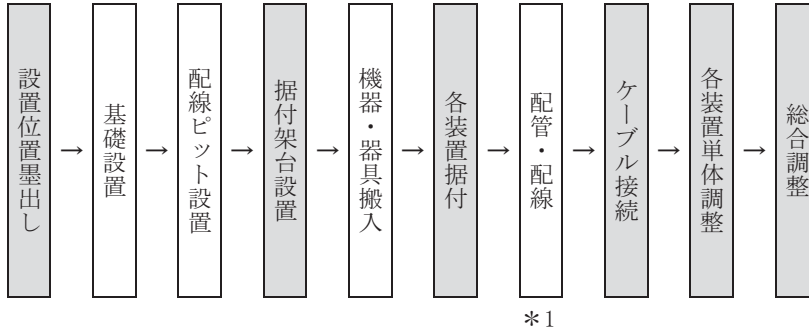 設置位置墨出し
→
基礎設置
→
配線ピット設置
→
据付架台設置
→
機器・器具搬入
→
各装置据付
→
配管・配線
→
ケーブル接続
→
各装置単体調整
→
総合調整
＊1